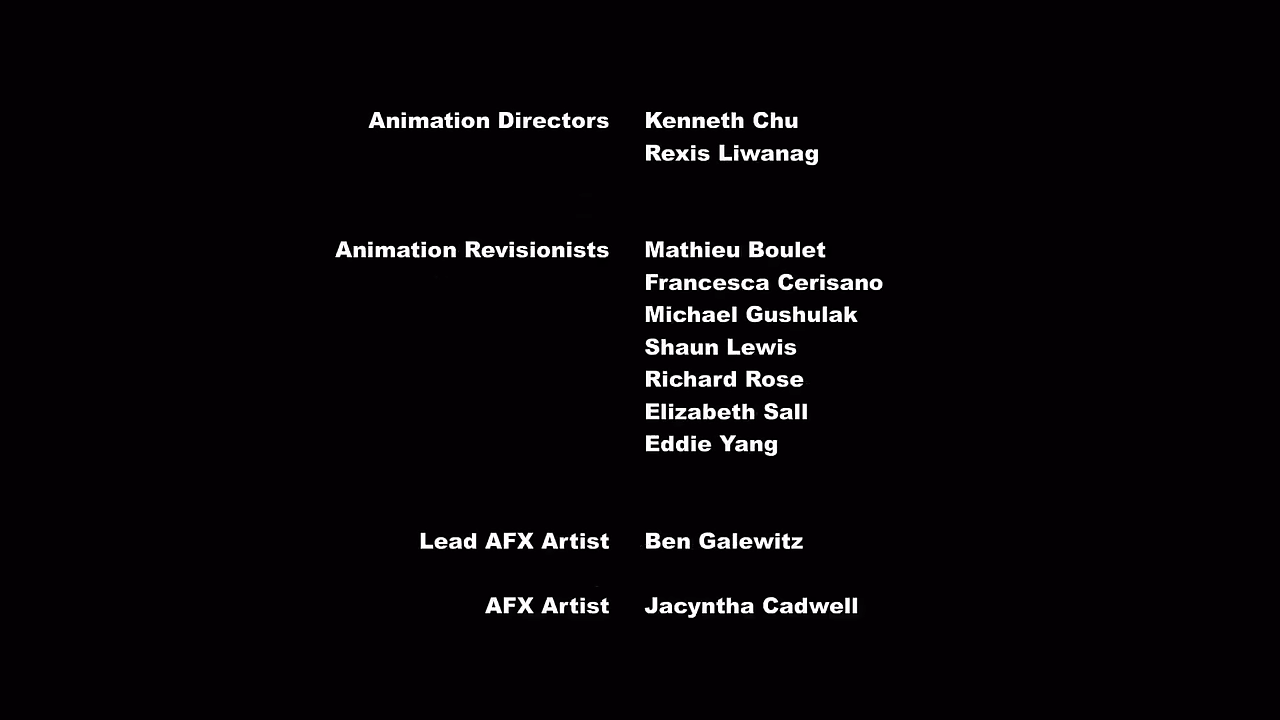 Animation Directors Kenneth Chu
Rexis Liwanag
Animation Revisionists Mathieu Boulet
Francesca Cerisano
Michael Gushulak
Shaun Lewis
Richard Rose
Elizabeth Sall
Eddie Yang
Lead AFX Artist Ben Galewitz
AFX Artist Jacyntha Cadwell